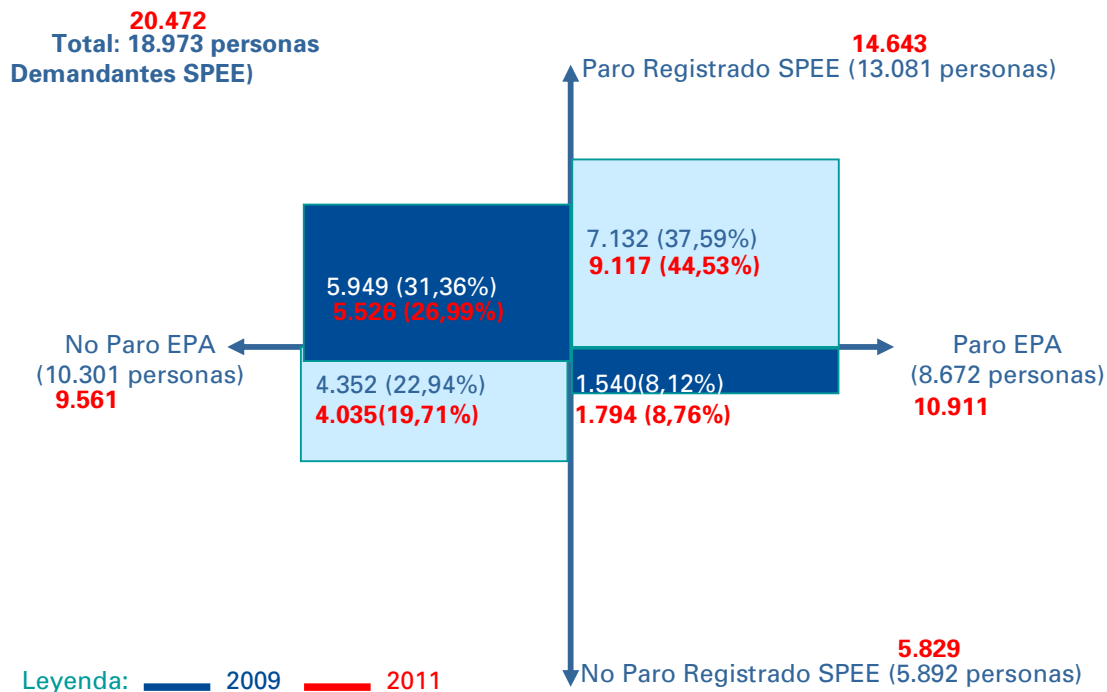 20.472
Total: 18.973 personas
Demandantes SPEE)
14.643
Paro Registrado SPEE (13.081 personas)
7.132 (37,59%)
9.117 (44,53%)
5.949 (31,36%)
5.526 (26,99%)
No Paro EPA
(10.301 personas)
9.561
Paro EPA
(8.672 personas)
10.911
4.352 (22,94%)
4.035(19,71%)
1.540(8,12%)
1.794 (8,76%)
5.829
No Paro Registrado SPEE (5.892 personas)
Leyenda: 2009 2011